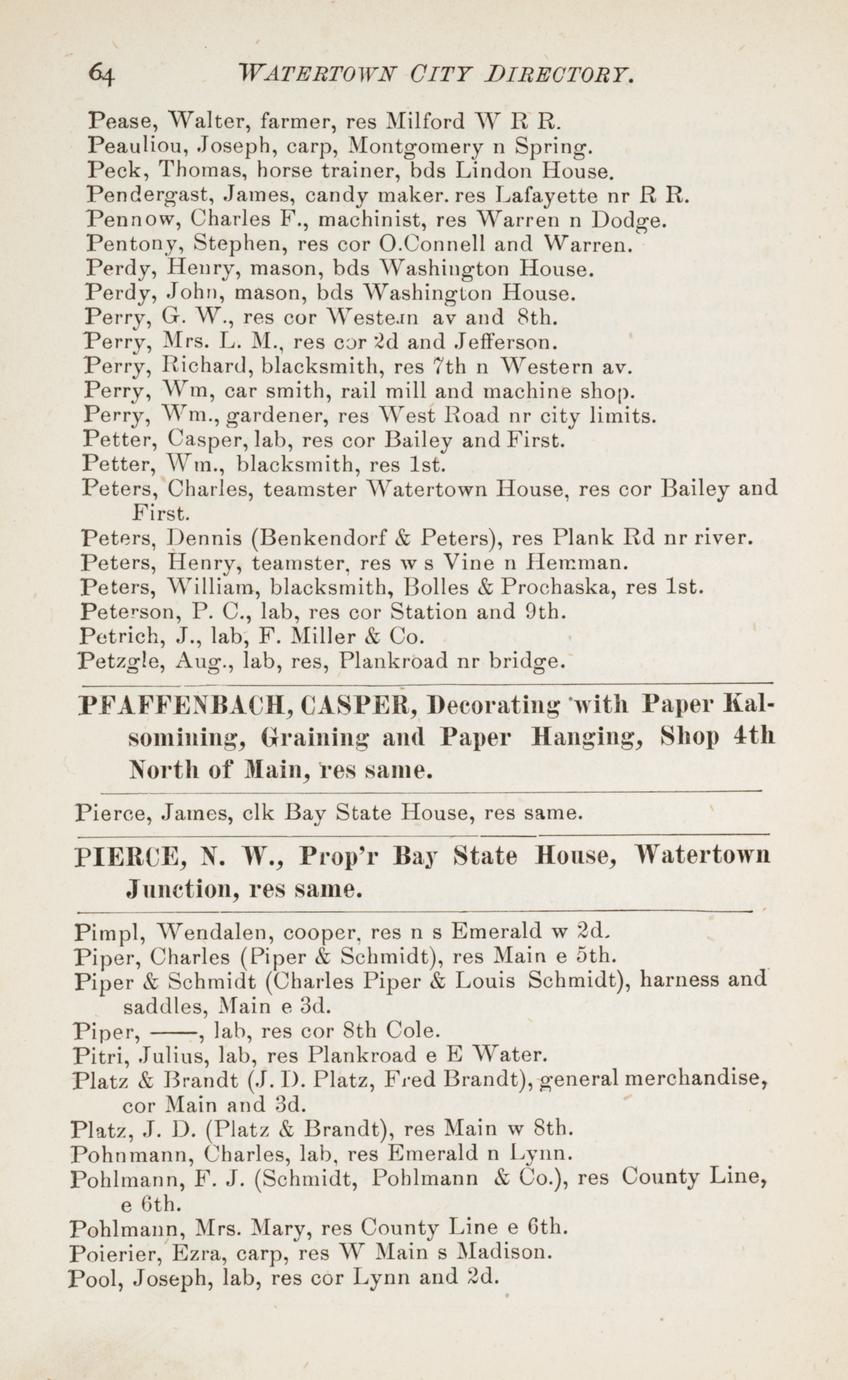 64 WATERTOWN CITY DIRECTORY.
Pease, Walter, farmer, res Milford W R R.
Peauliou, Joseph, carp, Montgomery n Spring.
Peck, Thomas, horse trainer, bds Lindon House.
Pendergast, James, candy maker. res Lafayette nr R R.
Pennow, Charles F., machinist, res Warren n Dodge.
Pentony, Stephen, res cor O.Connell and Warren.
Perdy, Henry, mason, bds Washington House.
Perdy, John, mason, bds Washington House.
Perry, G. W., res cor Western av and 8th.
Perry, Mrs. L. M., res cor 2d and Jefferson.
Perry, Richard, blacksmith, res 7th n Western av.
Perry, Wm, car smith, rail mill and machine shop.
Perry, Wm., gardener, res West Road nr city limits.
Petter, Casper, lab, res cor Bailey and First.
Petter, Wm., blacksmith, res 1st.
Peters, Charles, teamster Watertown House, res cor Bailey and
First.
Peters, Dennis (Benkendorf & Peters), res Plank Rd nr river.
Peters, Henry, teamster, res w s Vine n Hemman.
Peters, William, blacksmith, Bolles & Prochaska, res 1st.
Peterson, P. C., lab, res cor Station and 9th.
Petrich, J., lab, F. Miller & Co.
Petzgle, Aug., lab, res, Plankroad nr bridge.
PFAFFENBACH, CASPER, Decorating with Paper Kal-
somining, Graining and Paper Hanging, Shop 4th
North of Main, res same.
Pierce, James, clk Bay State House, res same.
PIERCE, N. W., Prop'r Bay State House, Watertown
Junction, res same.
Pimpl, Wendalen, cooper, res n s Emerald w 2d.
Piper, Charles (Piper & Schmidt), res Main e 5th.
Piper & Schmidt (Charles Piper & Louis Schmidt), harness and
saddles, Main e 3d.
Piper, ——, lab, res cor 8th Cole.
Pitri, Julius, lab, res Plankroad e E Water.
Platz & Brandt (J. D. Platz, Fred Brandt), general merchandise,
cor Main and 3d.
Platz, J. D. (Platz & Brandt), res Main w 8th.
Pohnmann, Charles, lab, res Emerald n Lynn.
Pohlmann, F. J. (Schmidt, Pohlmann & Co.), res County Line,
e 6th.
Pohlmann, Mrs. Mary, res County Line e 6th.
Poierier, Ezra, carp, res W Main s Madison.
Pool, Joseph, lab, res cor Lynn and 2d.